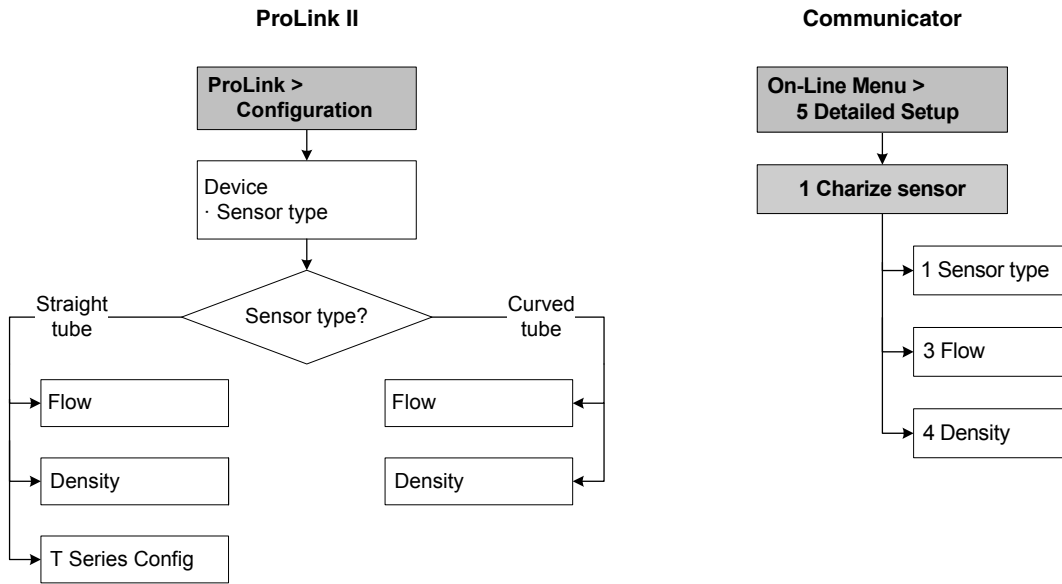 ProLink II
ProLink >
Configuration
Device
· Sensor type
Sensor type?
Straight
tube
Curved
tube
Flow
Density
T Series Config
Flow
Density
Communicator
On-Line Menu >
5 Detailed Setup
1 Charize sensor
1 Sensor type
3 Flow
4 Density